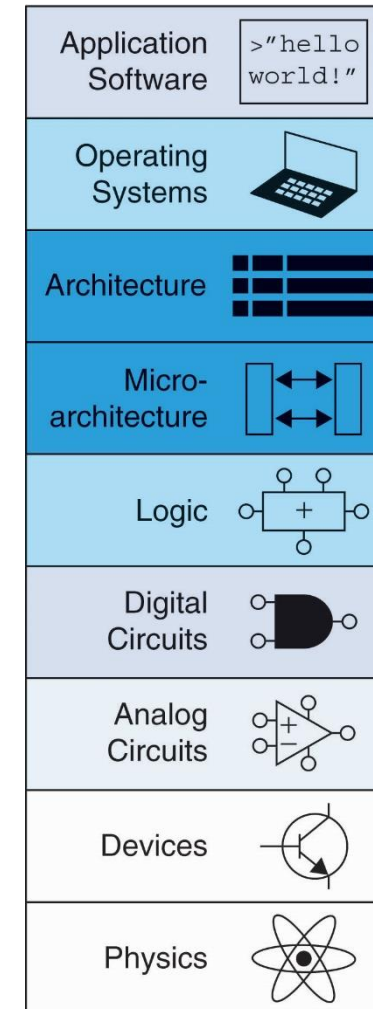 Application
Software
>"hello
world!"
Operating
Systems
Architecture
Micro-
architecture
Logic
+
Digital
Circuits
Analog
Circuits
+
−
Devices
Physics